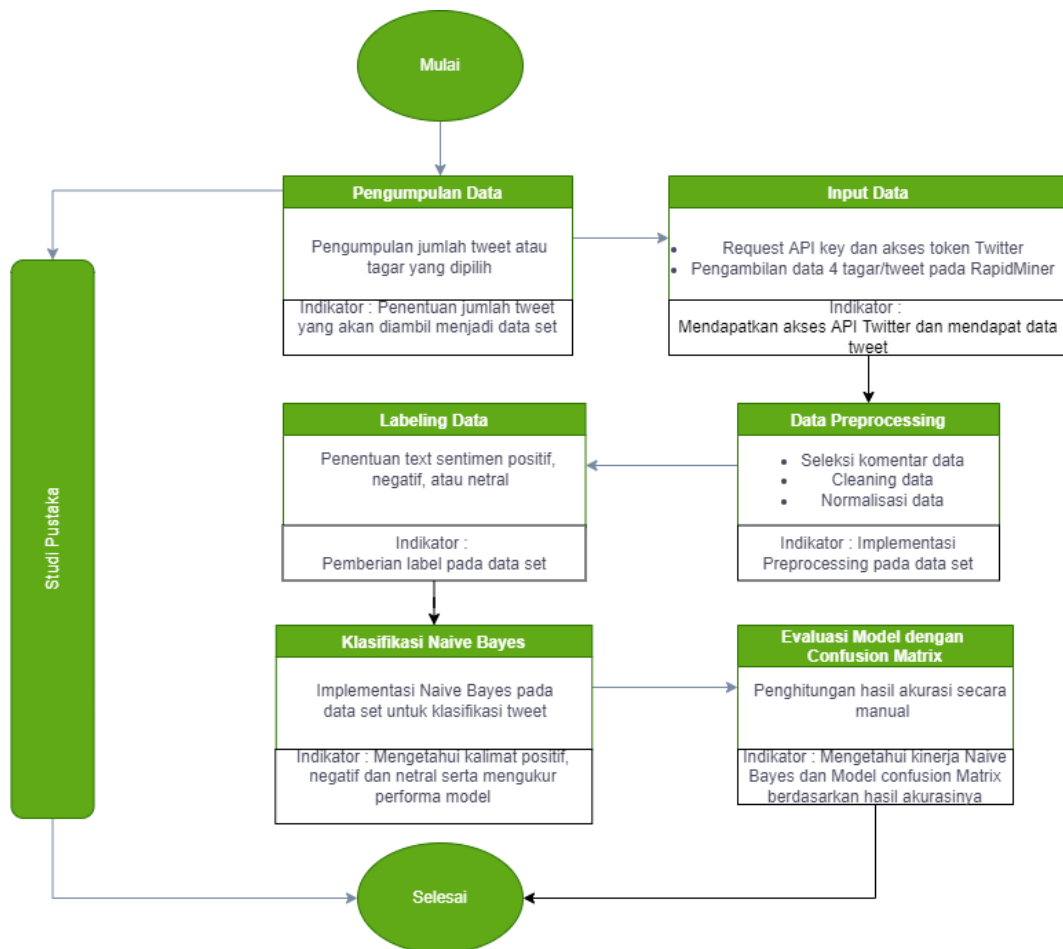 Mulai
Pengumpulan Data
Pengumpulan jumlah tweet atau
tagar yang dipilih
Indikator : Penentuan jumlah tweet
yang akan diambil menjadi data set
Input Data
• Request API key dan akses token Twitter
• Pengambilan data 4 tagar/tweet pada RapidMiner
Indikator :
Mendapatkan akses API Twitter dan mendapat data
tweet
Studi Pustaka
Labeling Data
Penentuan text sentimen positif,
negatif, atau netral
Indikator :
Pemberian label pada data set
Data Preprocessing
• Seleksi komentar data
• Cleaning data
• Normalisasi data
Indikator : Implementasi
Preprocessing pada data set
Klasifikasi Naive Bayes
Implementasi Naive Bayes pada
data set untuk klasifikasi tweet
Indikator : Mengetahui kalimat positif,
negatif dan netral serta mengukur
performa model
Evaluasi Model dengan
Confusion Matrix
Penghitungan hasil akurasi secara
manual
Indikator : Mengetahui kinerja Naive
Bayes dan Model confusion Matrix
berdasarkan hasil akurasinya
Selesai